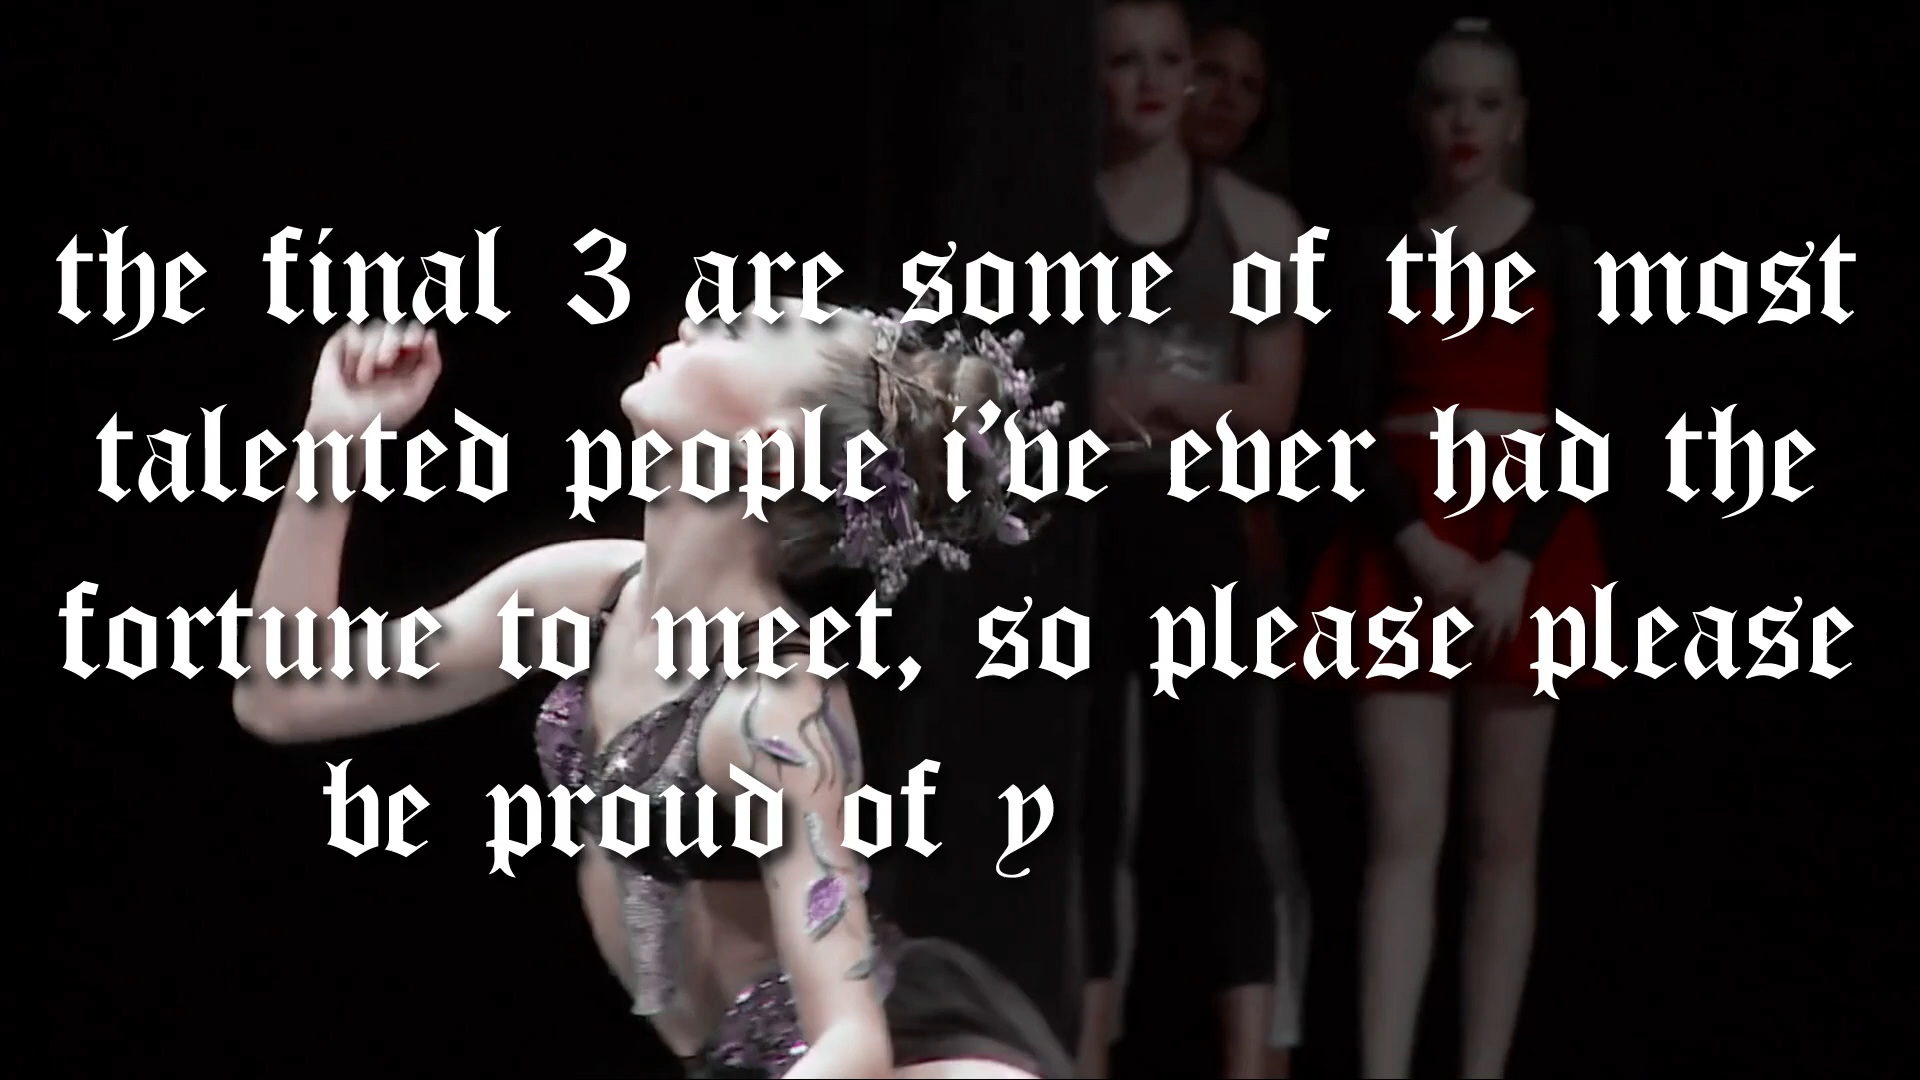 the final 3 are some of the most
talented people i've ever had the
fortune to meet, so please please
be proud of y